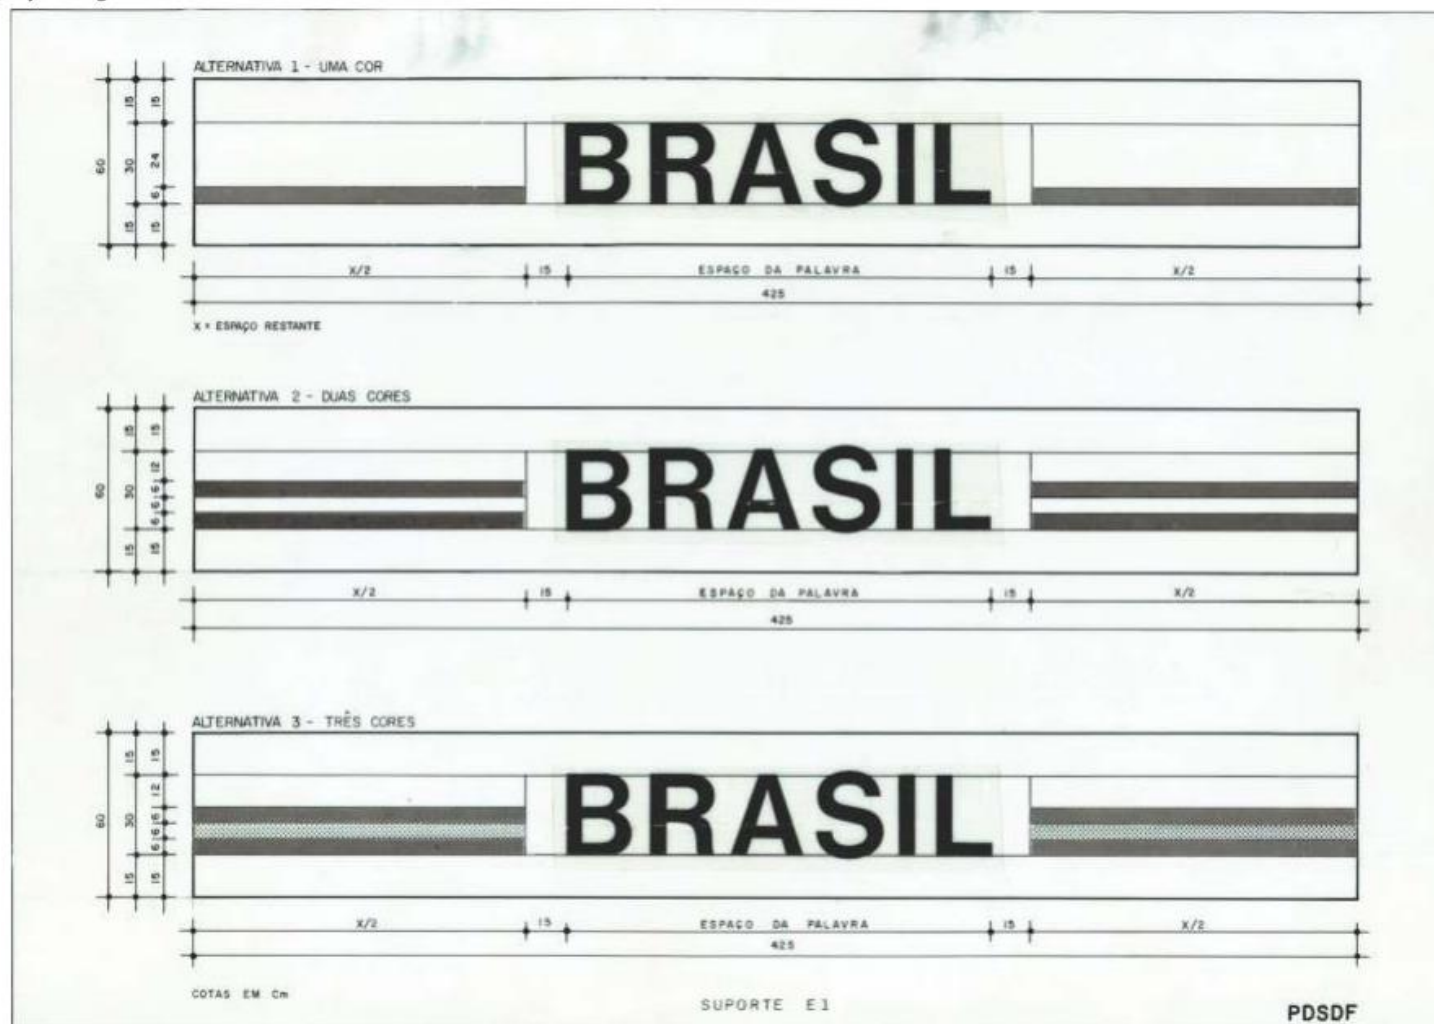 ALTERNATIVA 1 - UMA COR
60
15
30
15
15
24
6
15
BRASIL
X/2
15
ESPAÇO DA PALAVRA
15
X/2
425
X = ESPAÇO RESTANTE
ALTERNATIVA 2 - DUAS CORES
60
15
30
15
15
12
6
6
6
15
BRASIL
X/2
15
ESPAÇO DA PALAVRA
15
X/2
425
ALTERNATIVA 3 - TRÊS CORES
60
15
30
15
15
12
6
6
6
15
BRASIL
X/2
15
ESPAÇO DA PALAVRA
15
X/2
425
COTAS EM Cm
SUPORTE E1
PDSDF